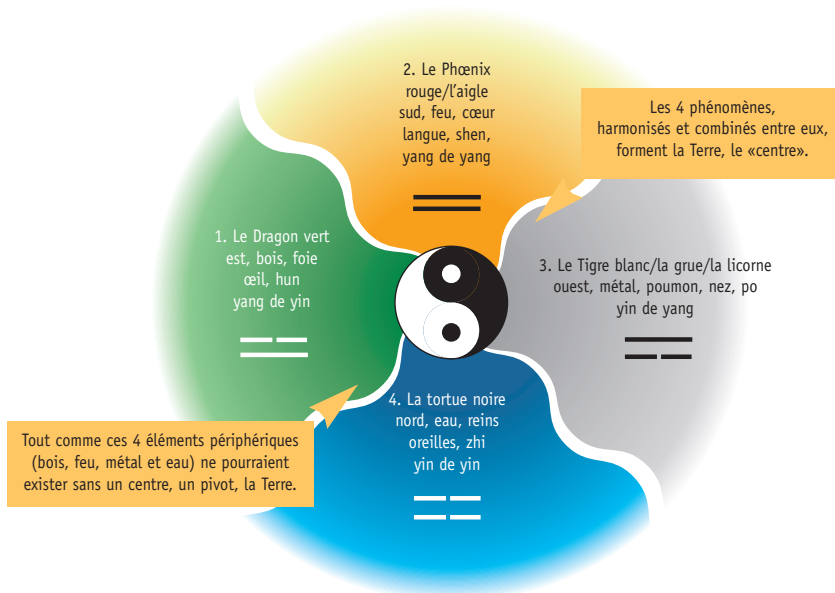 2. Le Phœnix
rouge/l'aigle
sud, feu, cœur
langue, shen,
yang de yang
Les 4 phénomènes,
harmonisés et combinés entre eux,
forment la Terre, le «centre».
1. Le Dragon vert
est, bois, foie
œil, hun
yang de yin
3. Le Tigre blanc/la grue/la licorne
ouest, métal, poumon, nez, po
yin de yang
4. La tortue noire
nord, eau, reins
oreilles, zhi
yin de yin
Tout comme ces 4 éléments périphériques
(bois, feu, métal et eau) ne pourraient
exister sans un centre, un pivot, la Terre.